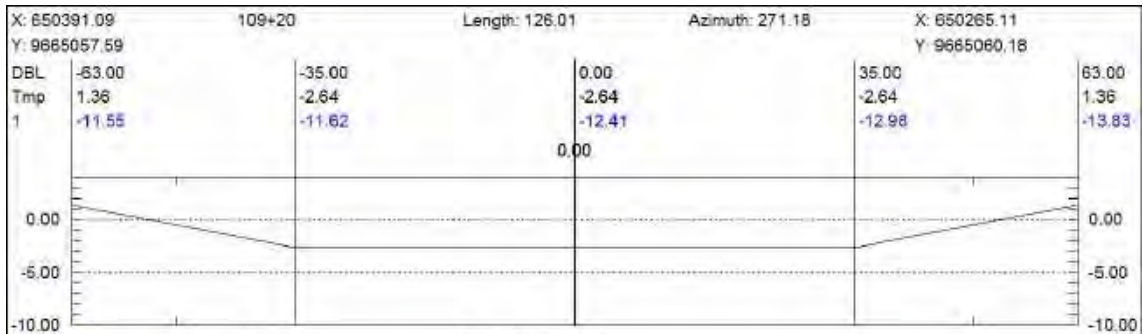 X: 650391.09 109+20 Length: 126.01 Azimuth: 271.18 X: 650265.11
Y: 9665057.59 Y: 9665060.18
DBL -63.00 -35.00 0.00 35.00 63.00
Tmp 1.36 -2.64 -2.64 -2.64 1.36
1 -11.55 -11.62 -12.41 -12.98 -13.83
0.00
0.00 0.00
-5.00 -5.00
-10.00 -10.00